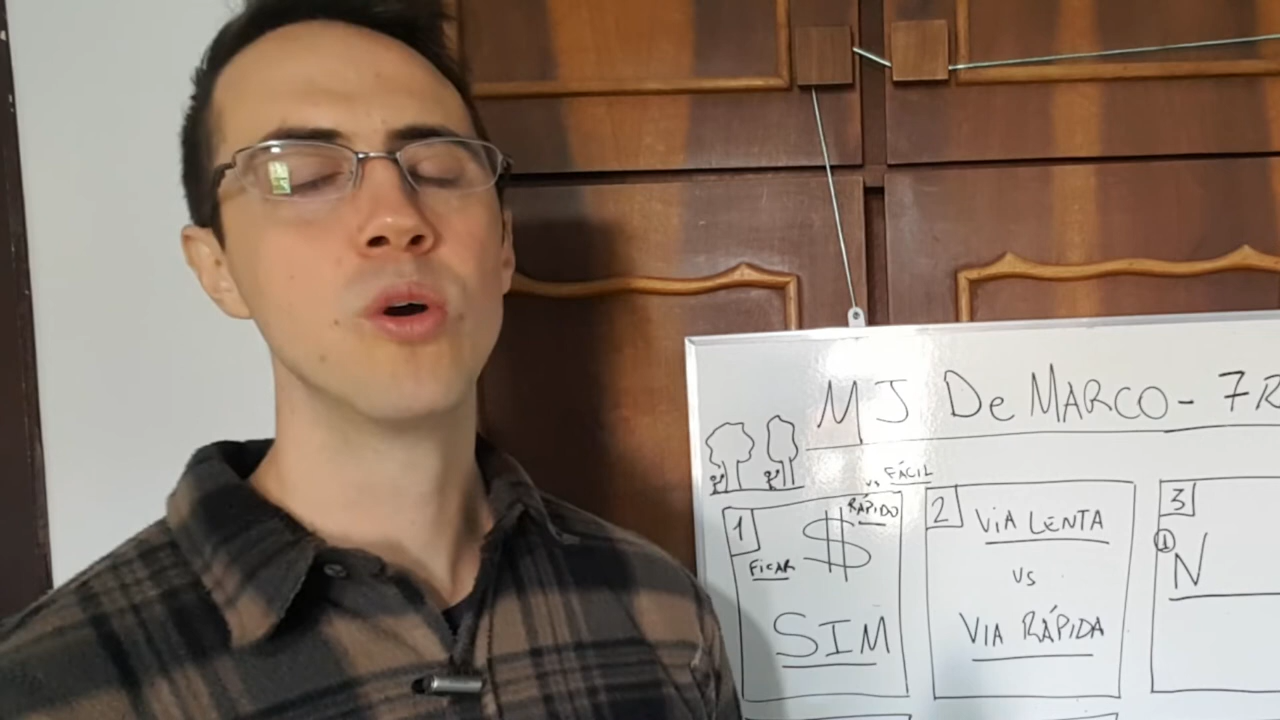 MJ DeMARCO - 7R
vs FÁCIL
RÁPIDO
1
$
FICAR
SIM
2
VIA LENTA
VS
VIA RÁPIDA
3
1
N